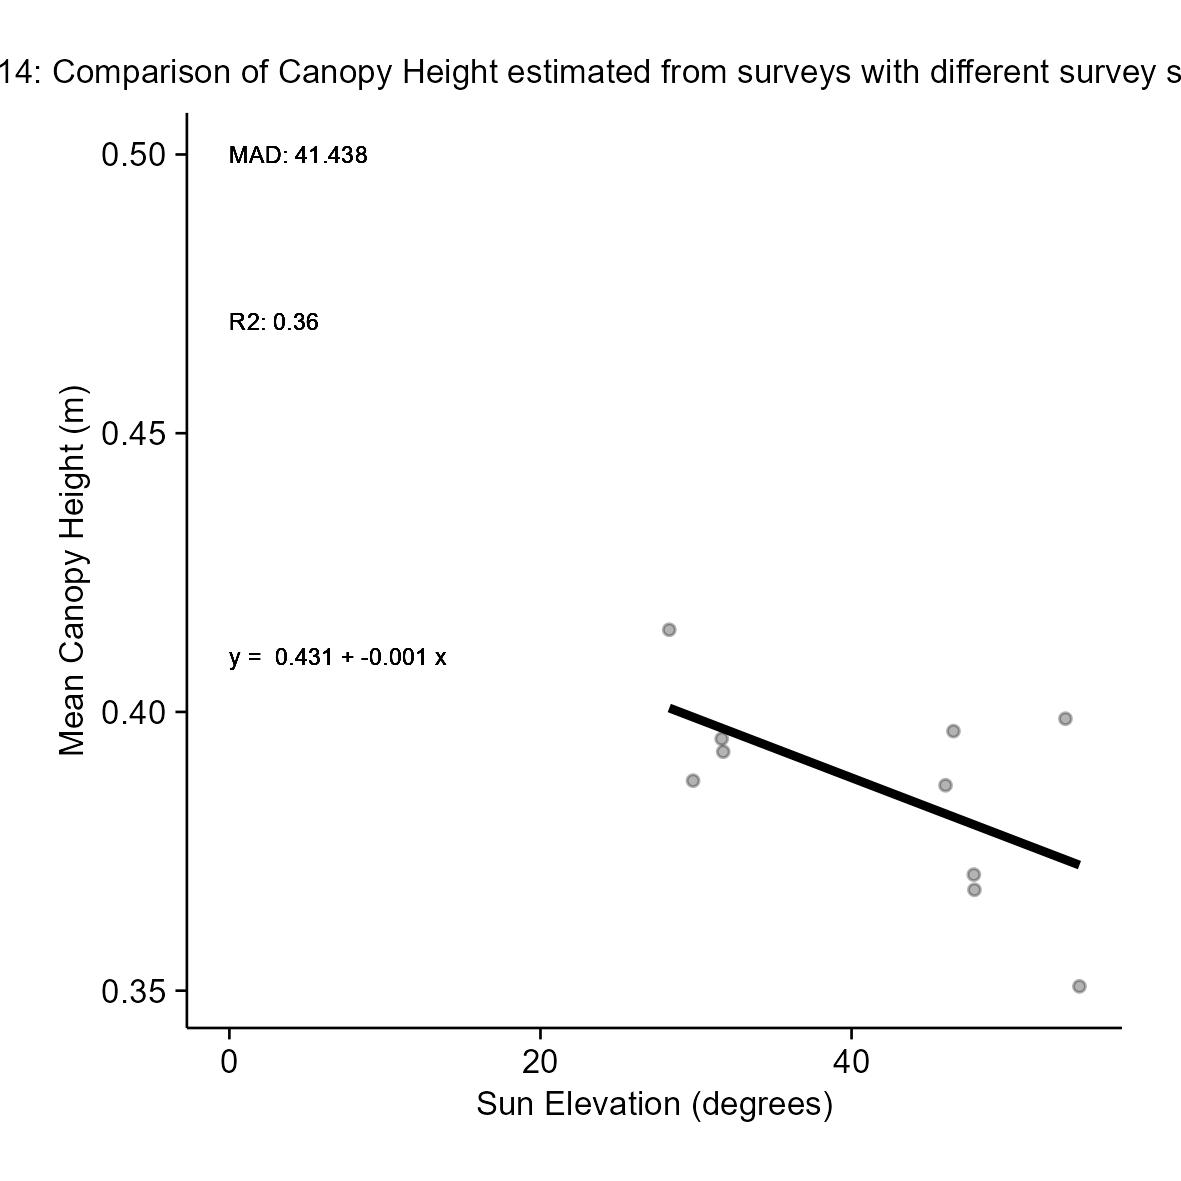 14: Comparison of Canopy Height estimated from surveys with different survey s
0.50
MAD: 41.438
R2: 0.36
0.45
Mean Canopy Height (m)
y =  0.431 + -0.001 x
0.40
0.35
0 20 40
Sun Elevation (degrees)